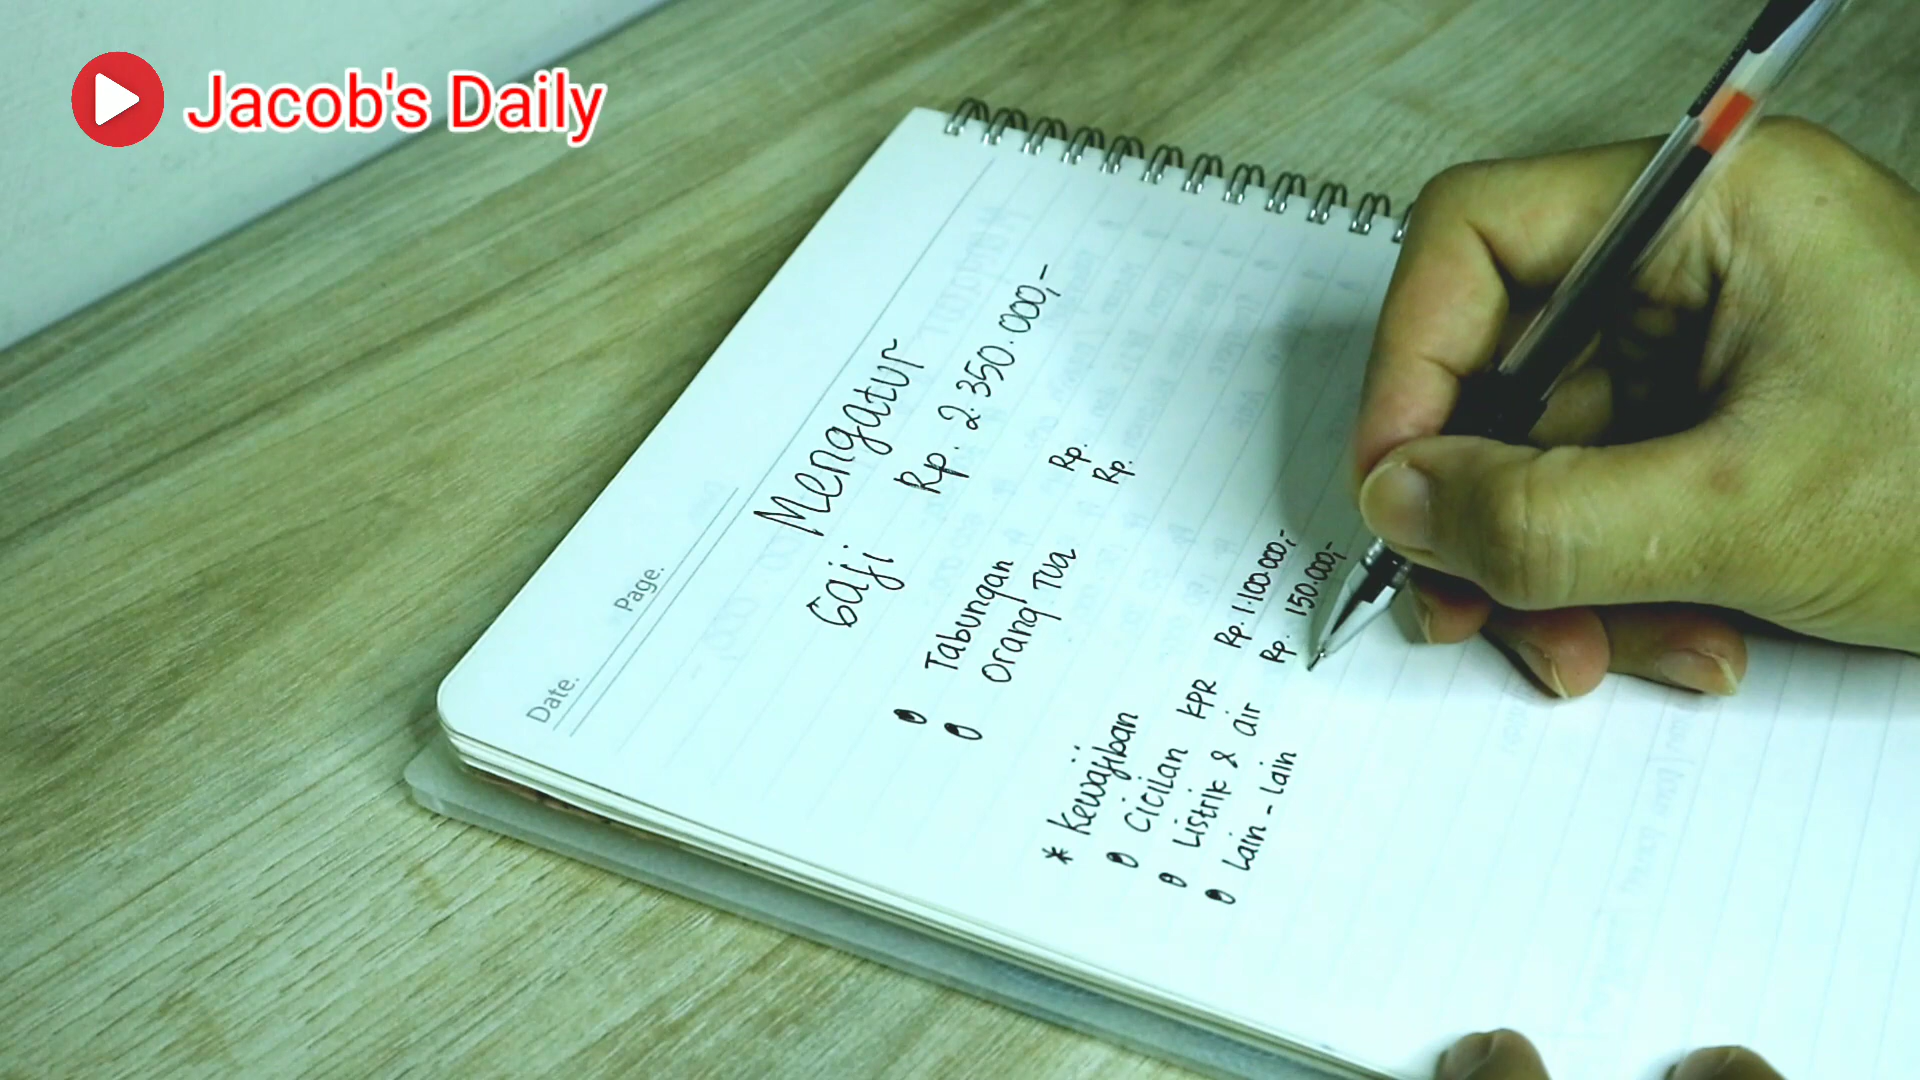 Jacob's Daily
Date.
Page.
Mengatur
Gaji Rp. 2.350.000,-
Tabungan Rp.
Orang Tua Rp.
* Kewajiban
Cicilan KPR Rp. 1.100.000,-
Listrik & air Rp. 150.000,-
Lain - Lain